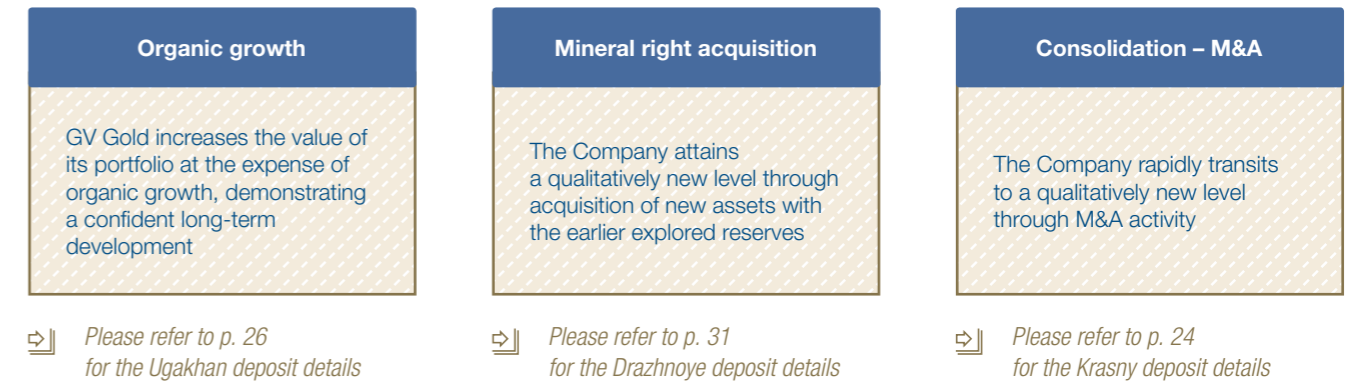 Organic growth
GV Gold increases the value of
its portfolio at the expense of
organic growth, demonstrating
a confident long-term
development
Please refer to p. 26
for the Ugakhan deposit details
Mineral right acquisition
The Company attains
a qualitatively new level through
acquisition of new assets with
the earlier explored reserves
Please refer to p. 31
for the Drazhnoye deposit details
Consolidation – M&A
The Company rapidly transits
to a qualitatively new level
through M&A activity
Please refer to p. 24
for the Krasny deposit details